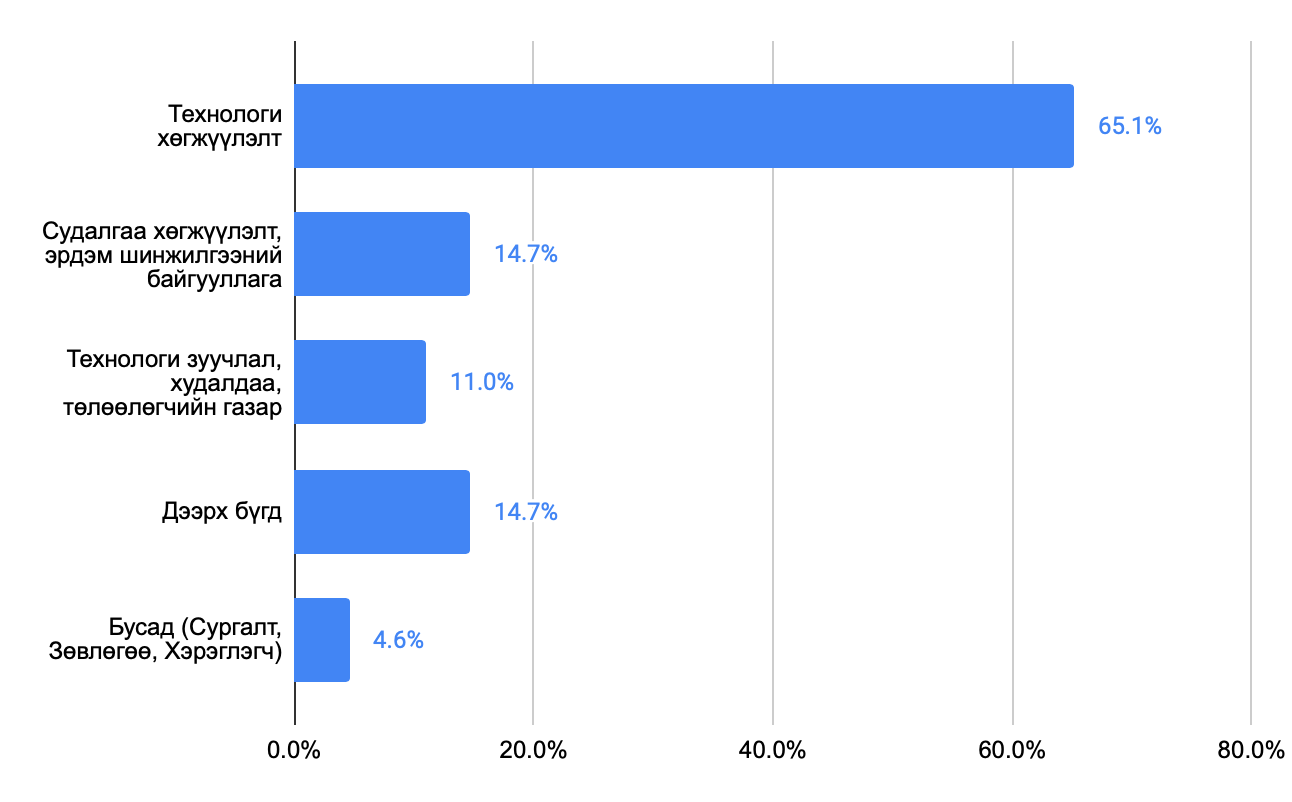 Технологи
хөгжүүлэлт
65.1%
Судалгаа хөгжүүлэлт,
эрдэм шинжилгээний
байгууллага
14.7%
Технологи зуучлал,
худалдаа,
төлөөлөгчийн газар
11.0%
Дээрх бүгд
14.7%
Бусад (Сургалт,
Зөвлөгөө, Хэрэглэгч)
4.6%
0.0% 20.0% 40.0% 60.0% 80.0%